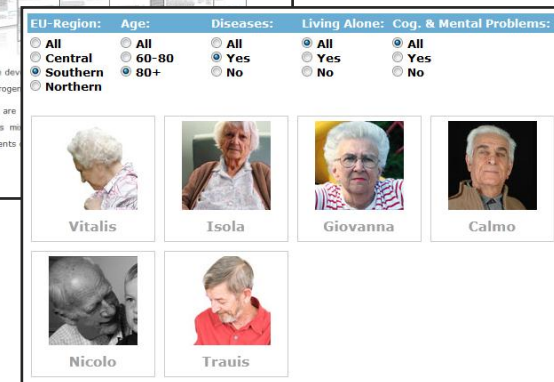 EU-Region: Age: Diseases: Living Alone: Cog. & Mental Problems:
All All All All All
Central 60-80 Yes Yes Yes
Southern 80+ No No No
Northern
Vitalis Isola Giovanna Calmo
Nicolo Trauis
are